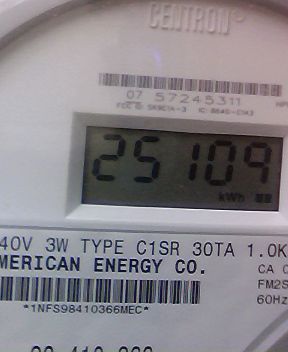 CENTRON®
07 57245311
25109
kWh
40V 3W TYPE C1SR 30TA 1.0K
MERICAN ENERGY CO.
CA 0
FM2S
60Hz
*1NFS98410366MEC*